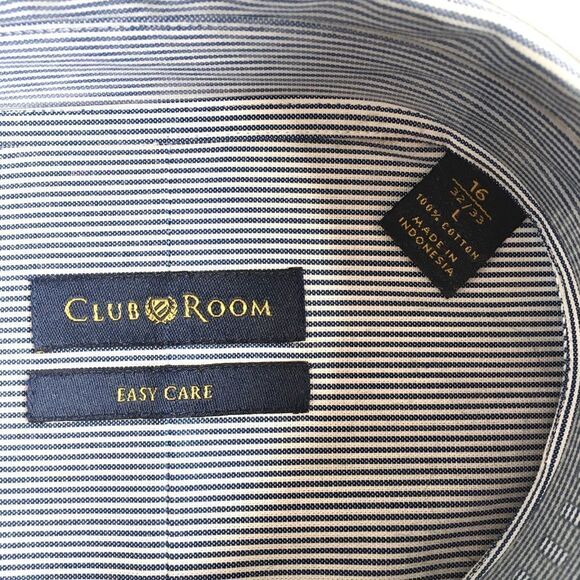 CLUB ROOM
EASY CARE
16
32/33
L
100% COTTON
MADE IN
INDONESIA